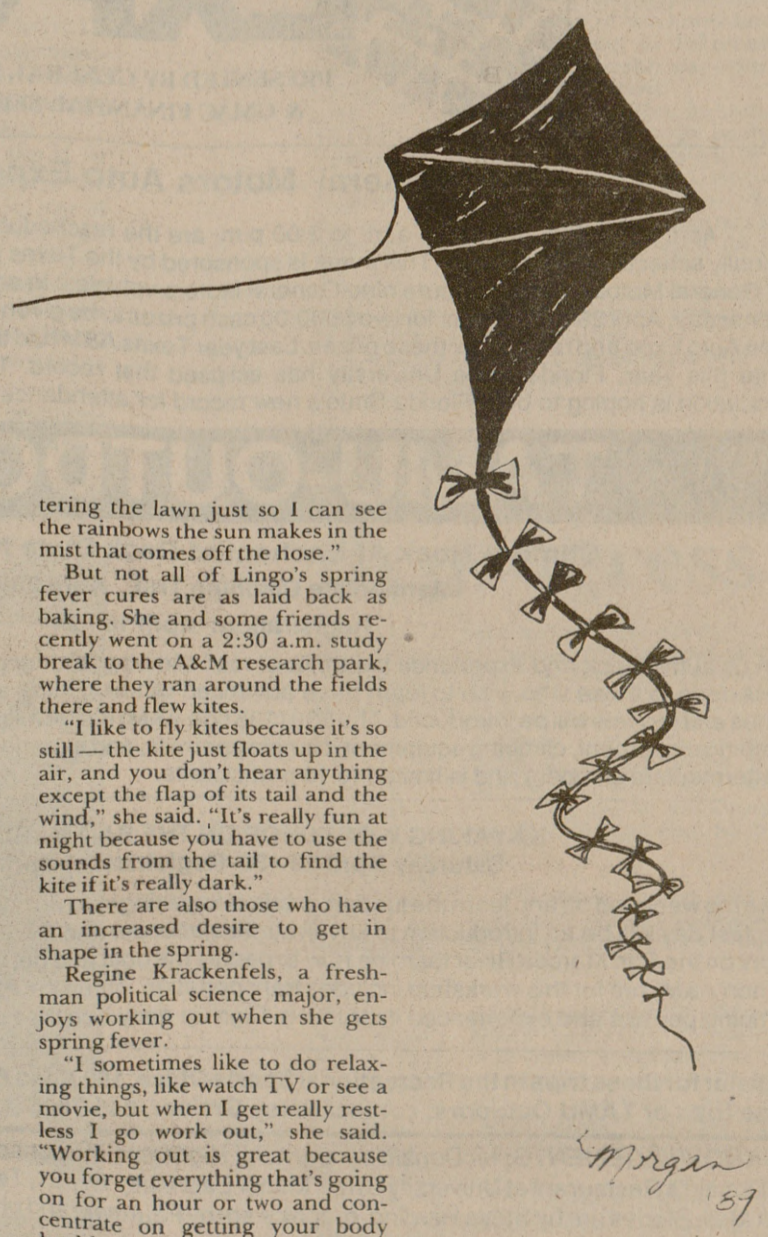 tering the lawn just so I can see
the rainbows the sun makes in the
mist that comes off the hose.”
But not all of Lingo’s spring
fever cures are as laid back as
baking. She and some friends re-
cently went on a 2:30 a.m. study
break to the A&M research park,
where they ran around the fields
there and flew kites.
“I like to fly kites because it’s so
still — the kite just floats up in the
air, and you don’t hear anything
except the flap of its tail and the
wind,” she said. “It’s really fun at
night because you have to use the
sounds from the tail to find the
kite if it’s really dark.”
There are also those who have
an increased desire to get in
shape in the spring.
Regine Krackenfels, a fresh-
man political science major, en-
joys working out when she gets
spring fever.
“I sometimes like to do relax-
ing things, like watch TV or see a
movie, but when I get really rest-
less I go work out,” she said.
“Working out is great because
you forget everything that’s going
on for an hour or two and con-
centrate on getting your body
Morgan
'89